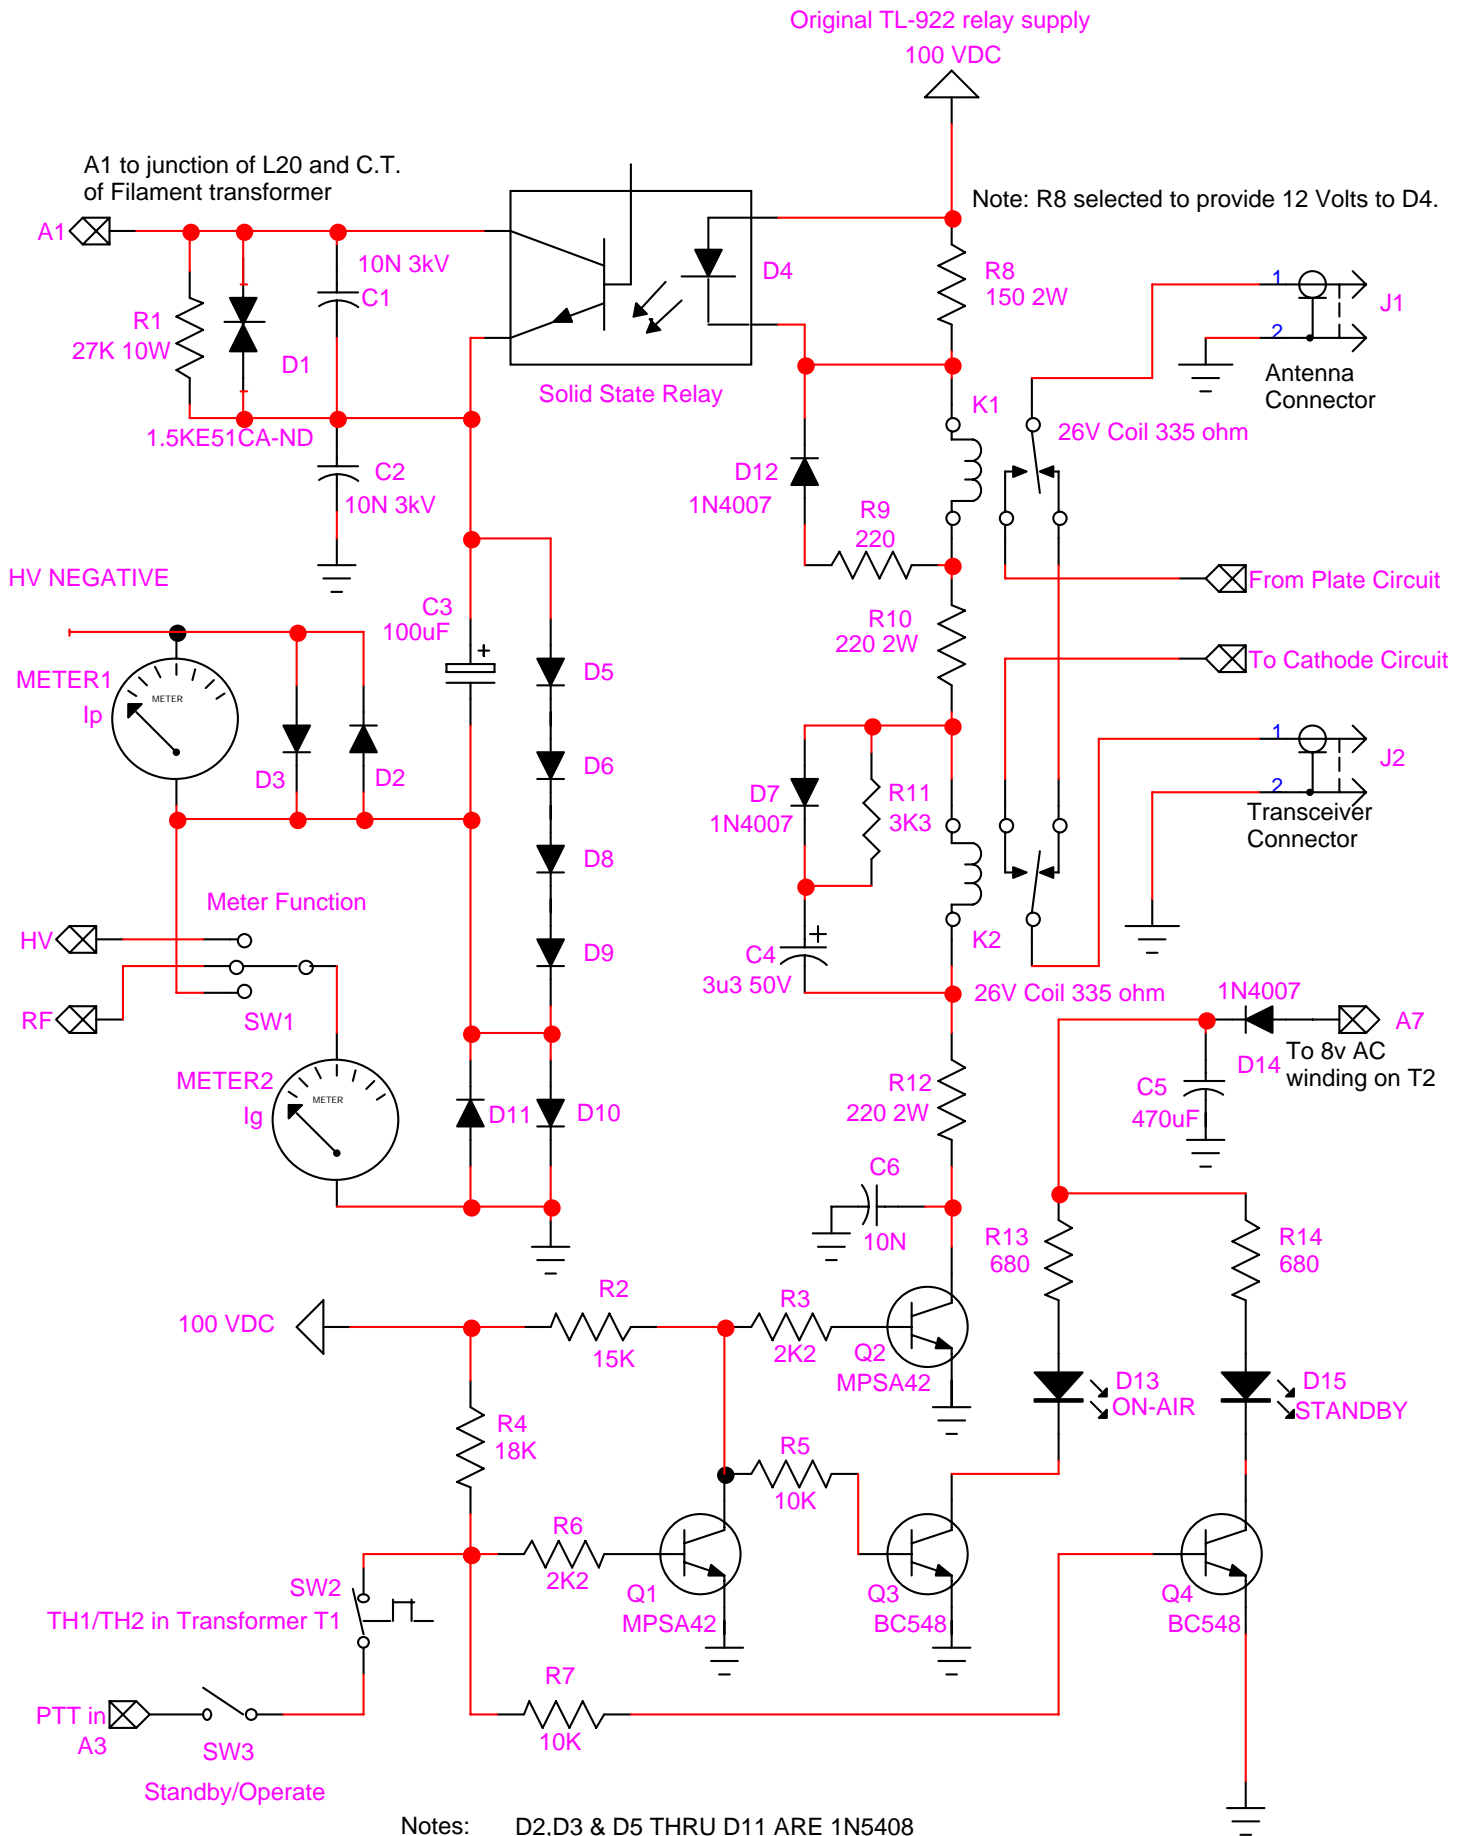 Original TL-922 relay supply
100 VDC
A1 to junction of L20 and C.T.
of Filament transformer
A1
Note: R8 selected to provide 12 Volts to D4.
10N 3kV
C1
D4
R8
150 2W
1
J1
2
R1
27K 10W
D1
Solid State Relay
Antenna
Connector
K1
26V Coil 335 ohm
1.5KE51CA-ND
C2
10N 3kV
D12
1N4007
R9
220
HV NEGATIVE
From Plate Circuit
C3
100uF
+
R10
220 2W
To Cathode Circuit
METER1
Ip
METER
D5
D3
D2
D6
D7
1N4007
R11
3K3
1
J2
2
Transceiver
Connector
D8
Meter Function
HV
RF
SW1
D9
C4
3u3 50V
+
K2
26V Coil 335 ohm
1N4007
A7
D14
To 8v AC
winding on T2
METER2
Ig
METER
D11
D10
R12
220 2W
C5
470uF
C6
10N
R13
680
R14
680
100 VDC
R2
15K
R3
2K2
Q2
MPSA42
D13
ON-AIR
D15
STANDBY
R4
18K
R5
10K
R6
2K2
Q1
MPSA42
Q3
BC548
Q4
BC548
SW2
TH1/TH2 in Transformer T1
R7
10K
PTT in
A3
SW3
Standby/Operate
Notes: D2,D3 & D5 THRU D11 ARE 1N5408